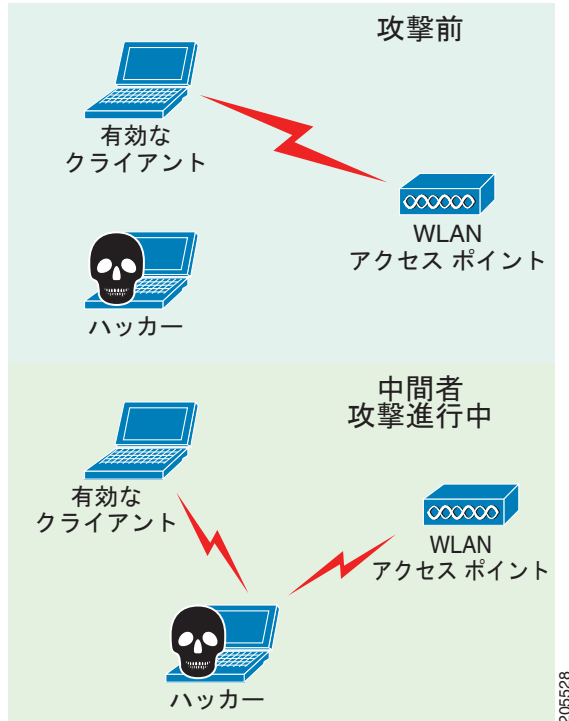 攻撃前
有効な
クライアント
WLAN
アクセス ポイント
ハッカー
中間者
攻撃進行中
有効な
クライアント
WLAN
アクセス ポイント
ハッカー
205528